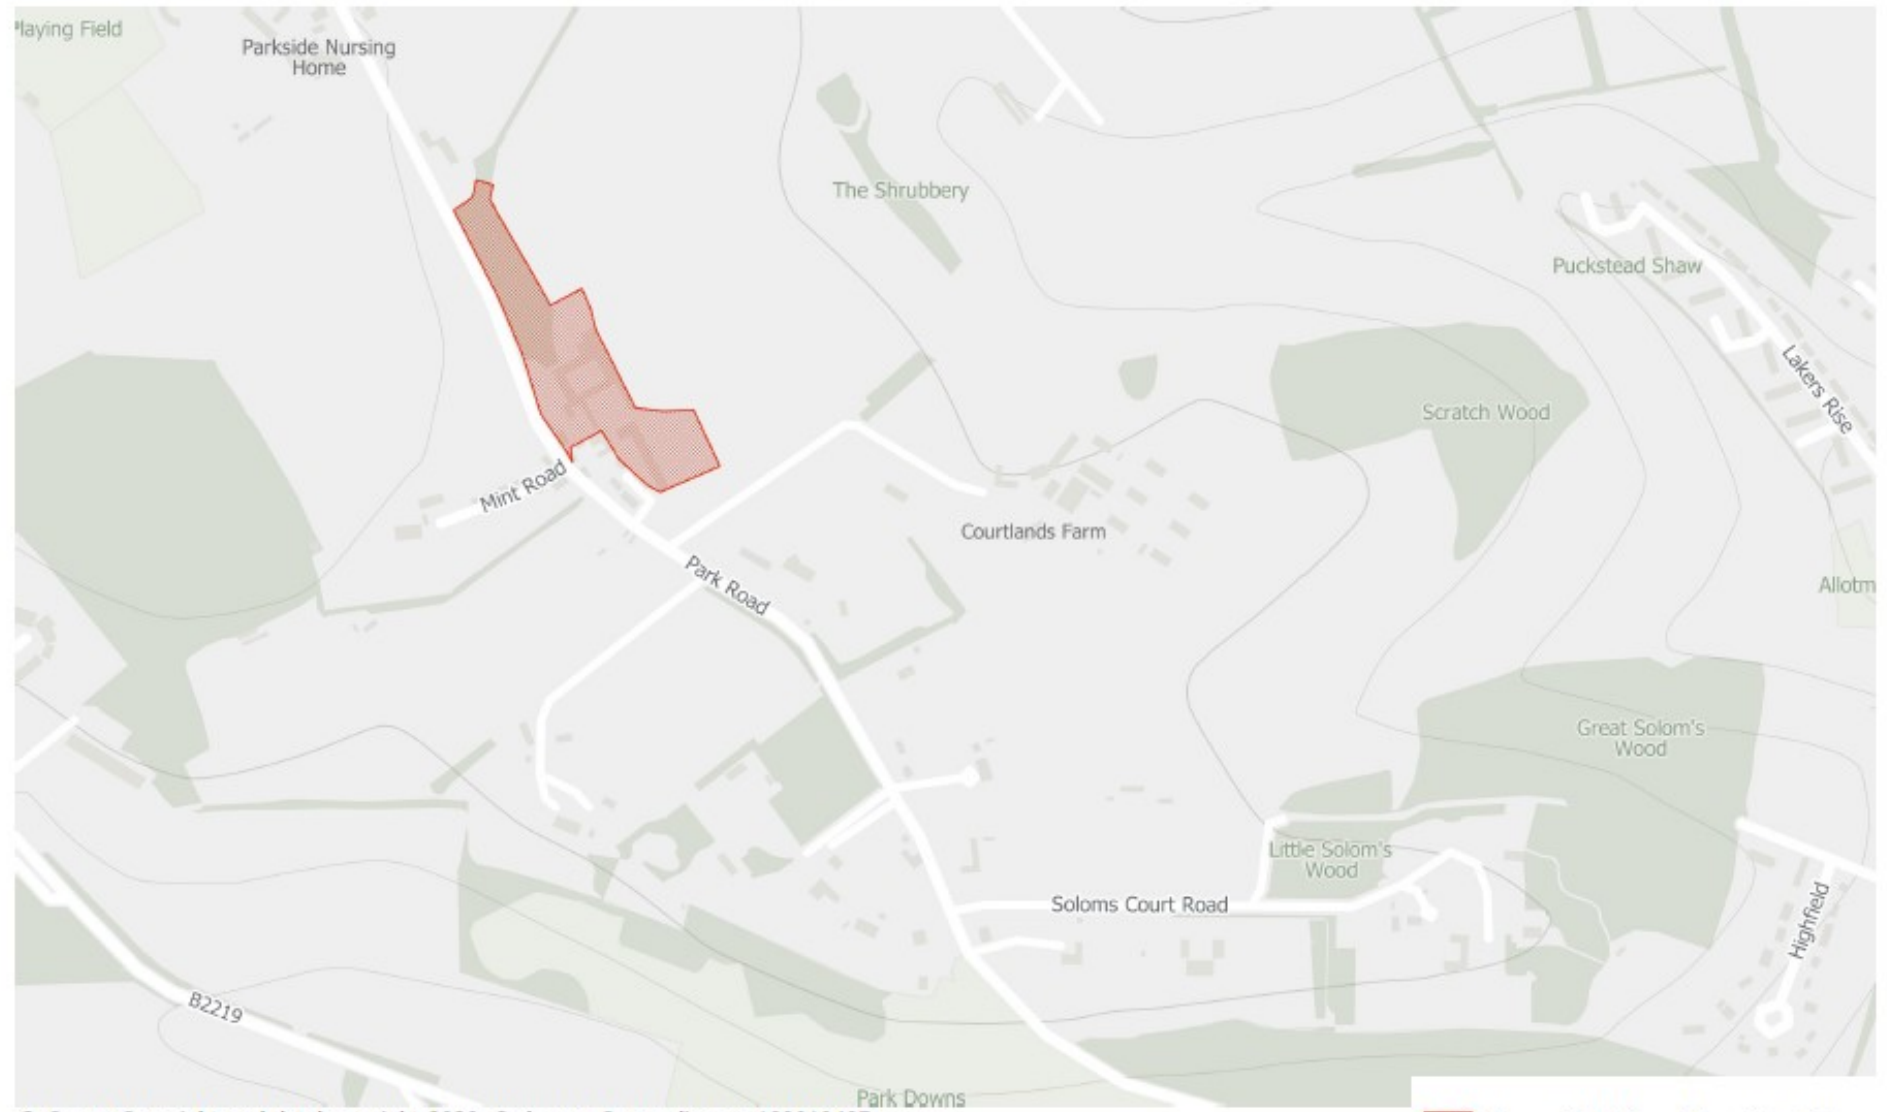 Playing Field
Parkside Nursing
Home
The Shrubbery
Puckstead Shaw
Lakers Rise
Scratch Wood
Mint Road
Courtlands Farm
Park Road
Allotm
Great Solom's
Wood
Little Solom's
Wood
Soloms Court Road
Highfield
B2219
Park Downs